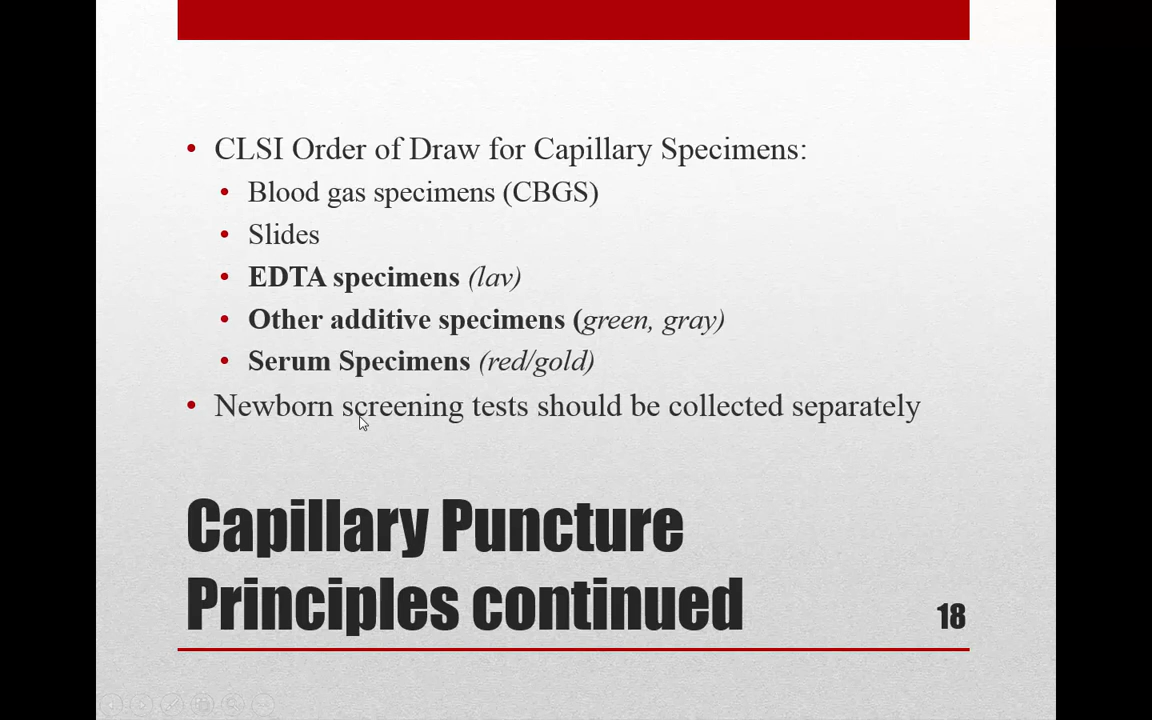 • CLSI Order of Draw for Capillary Specimens:
• Blood gas specimens (CBGS)
• Slides
• EDTA specimens (lav)
• Other additive specimens (green, gray)
• Serum Specimens (red/gold)
• Newborn screening tests should be collected separately
Capillary Puncture
Principles continued
18